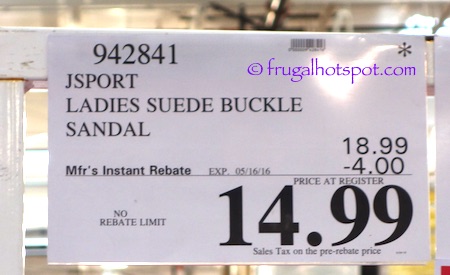 942841
*
© frugalhotspot.com
JSPORT
LADIES SUEDE BUCKLE
SANDAL
18.99
Mfr's Instant Rebate EXP. 05/16/16 -4.00
PRICE AT REGISTER
14.99
NO
REBATE LIMIT
Sales Tax on the pre-rebate price